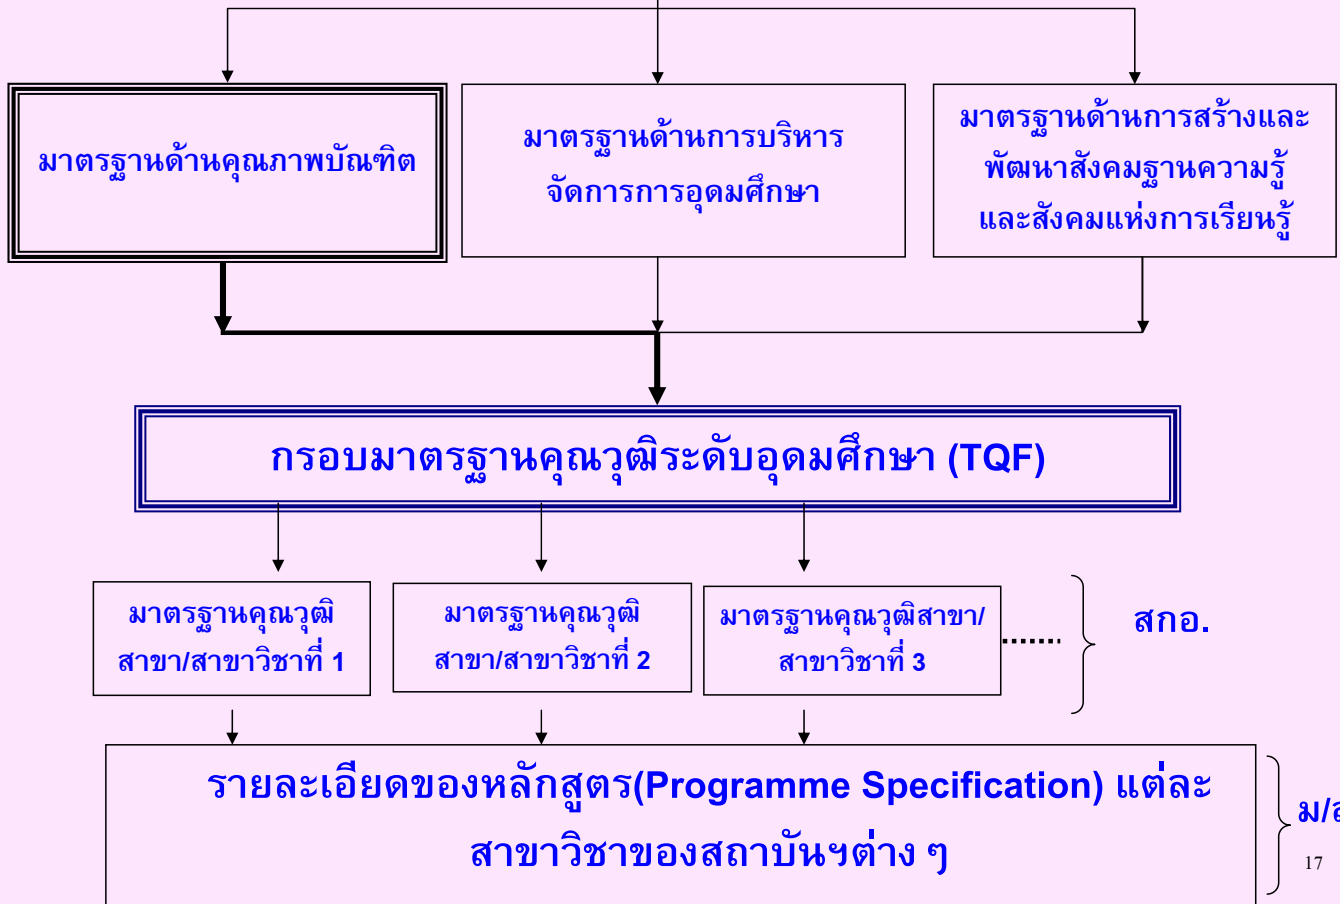 มาตรฐานด้านคุณภาพบัณฑิต
มาตรฐานด้านการบริหาร
จัดการการอุดมศึกษา
มาตรฐานด้านการสร้างและ
พัฒนาสังคมฐานความรู้
และสังคมแห่งการเรียนรู้
กรอบมาตรฐานคุณวุฒิระดับอุดมศึกษา (TQF)
มาตรฐานคุณวุฒิ
สาขา/สาขาวิชาที่ 1
มาตรฐานคุณวุฒิ
สาขา/สาขาวิชาที่ 2
มาตรฐานคุณวุฒิสาขา/
สาขาวิชาที่ 3
สกอ.
รายละเอียดของหลักสูตร(Programme Specification) แต่ละ
สาขาวิชาของสถาบันฯต่าง ๆ
17